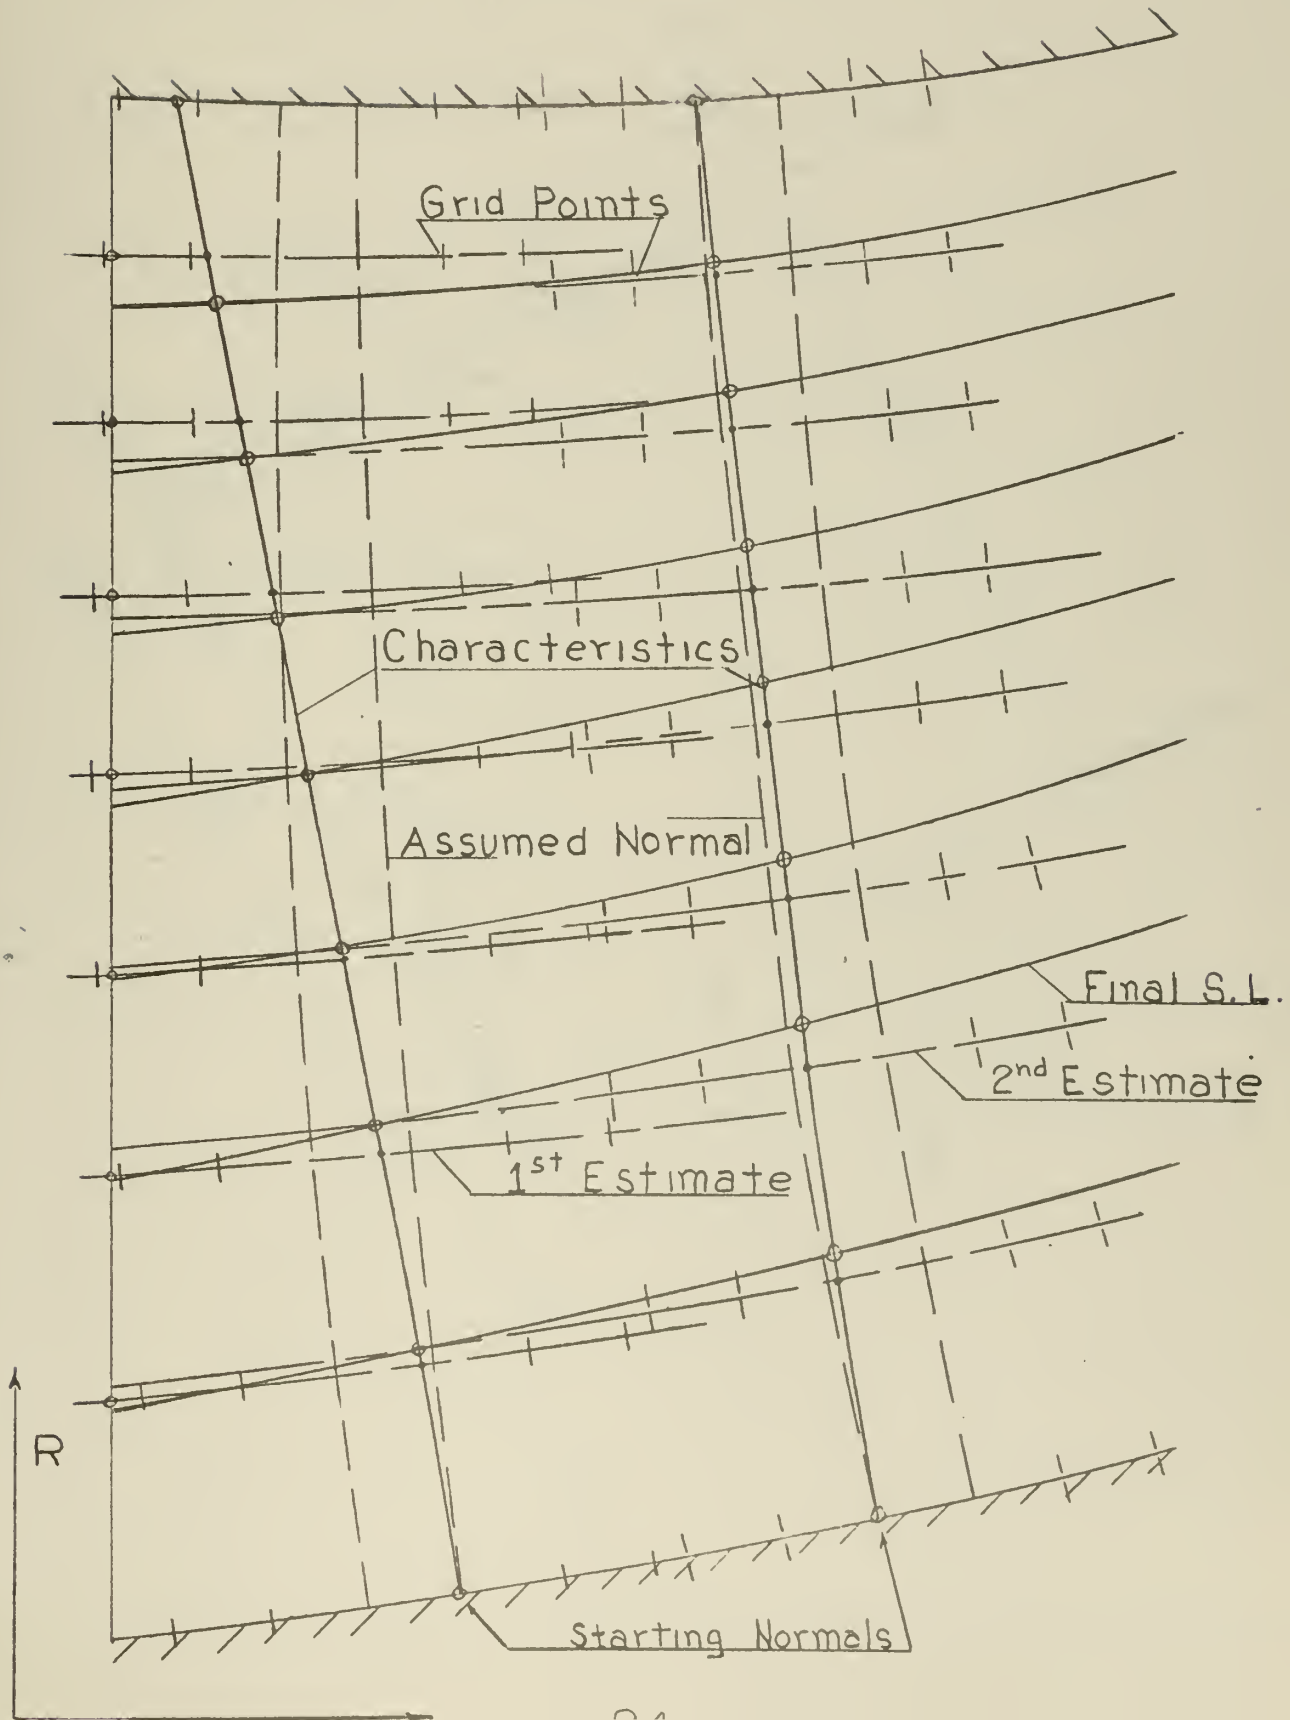 Grid Points
Characteristics
Assumed Normal
Final S.L.
2nd Estimate
1st Estimate
R
Starting Normals